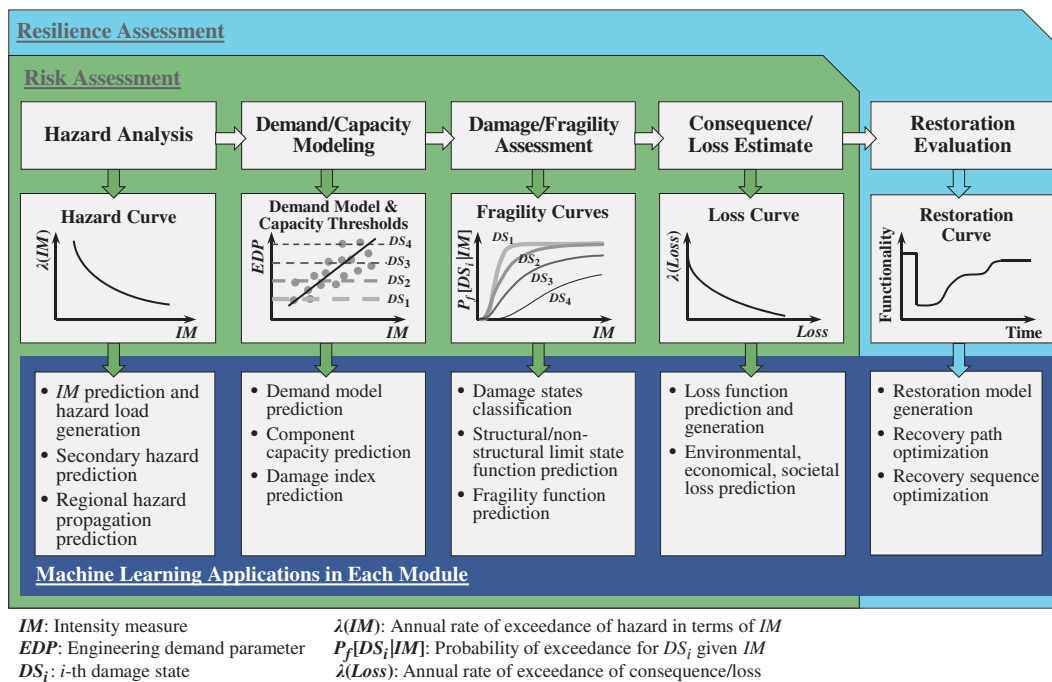 Resilience Assessment
Risk Assessment
Hazard Analysis
Demand/Capacity
Modeling
Damage/Fragility
Assessment
Consequence/
Loss Estimate
Restoration
Evaluation
Hazard Curve
λ(IM)
IM
Demand Model &
Capacity Thresholds
EDP
DS4
DS3
DS2
DS1
IM
Fragility Curves
Pf[DSi|IM]
DS1
DS2
DS3
DS4
IM
Loss Curve
λ(Loss)
Loss
Restoration
Curve
Functionality
Time
• IM prediction and
hazard load
generation
• Secondary hazard
prediction
• Regional hazard
propagation
prediction
• Demand model
prediction
• Component
capacity prediction
• Damage index
prediction
• Damage states
classification
• Structural/non-
structural limit state
function prediction
• Fragility function
prediction
• Loss function
prediction and
generation
• Environmental,
economical, societal
loss prediction
• Restoration model
generation
• Recovery path
optimization
• Recovery sequence
optimization
Machine Learning Applications in Each Module
IM: Intensity measure
EDP: Engineering demand parameter
DSi: i-th damage state
λ(IM): Annual rate of exceedance of hazard in terms of IM
Pf[DSi|IM]: Probability of exceedance for DSi given IM
λ(Loss): Annual rate of exceedance of consequence/loss